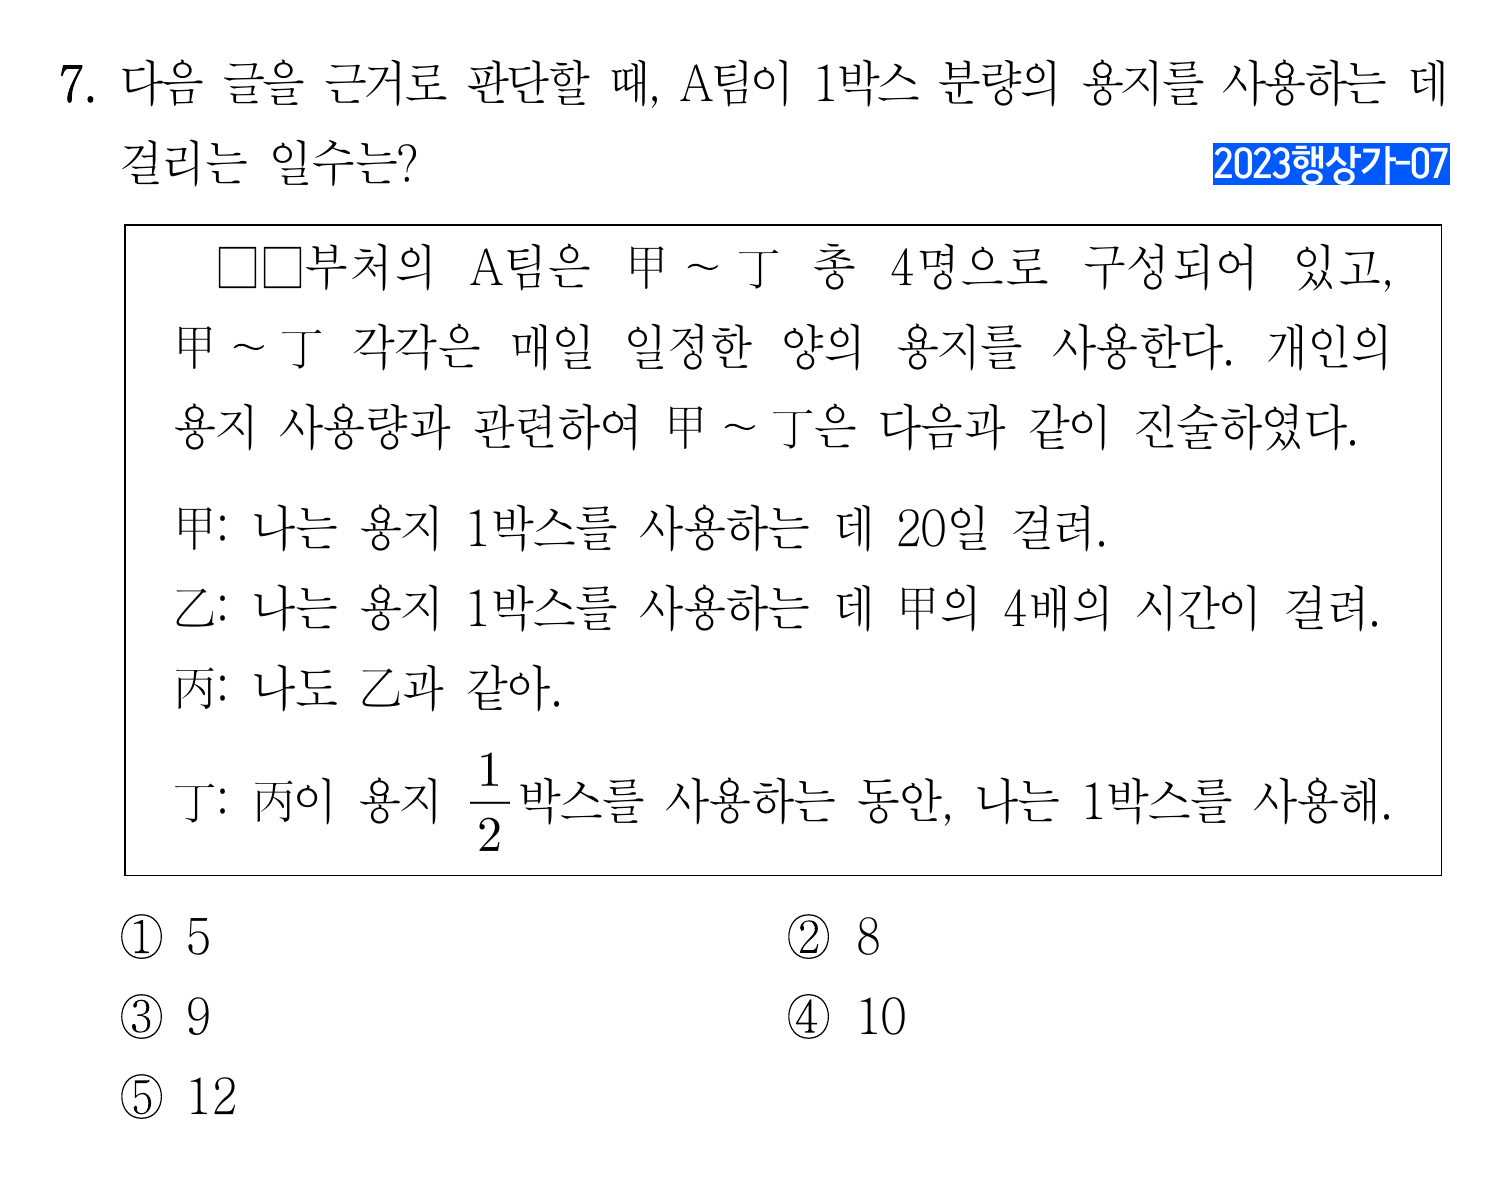 7. 다음 글을 근거로 판단할 때, A팀이 1박스 분량의 용지를 사용하는 데
걸리는 일수는?
2023행상가-07
□□부처의 A팀은 甲 ~ 丁 총 4명으로 구성되어 있고,
甲 ~ 丁 각각은 매일 일정한 양의 용지를 사용한다. 개인의
용지 사용량과 관련하여 甲 ~ 丁은 다음과 같이 진술하였다.
甲: 나는 용지 1박스를 사용하는 데 20일 걸려.
乙: 나는 용지 1박스를 사용하는 데 甲의 4배의 시간이 걸려.
丙: 나도 乙과 같아.
丁: 丙이 용지 1/2박스를 사용하는 동안, 나는 1박스를 사용해.
① 5 ② 8
③ 9 ④ 10
⑤ 12